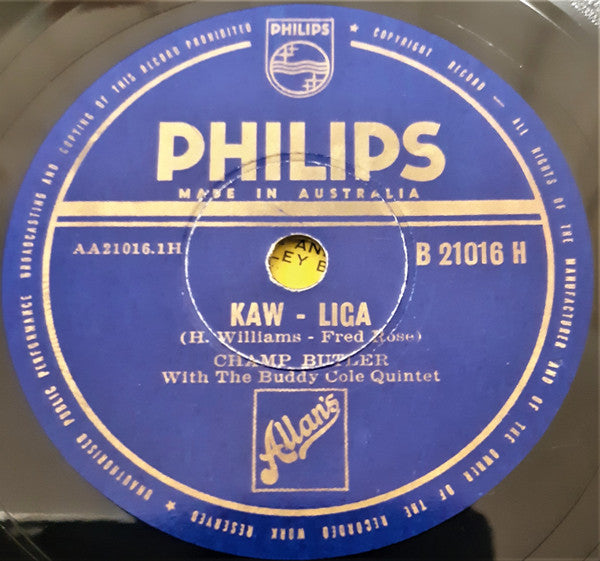 PHILIPS
PHILIPS
MADE IN AUSTRALIA
AA21016.1H
B 21016 H
AN
EY B
KAW - LIGA
(H. Williams - Fred Rose)
CHAMP BUTLER
With The Buddy Cole Quintet
Allan's
★ COPYRIGHT RECORD — ALL RIGHTS OF THE MANUFACTURER AND OF THE OWNER OF THE RECORDED WORK RESERVED ★ UNAUTHORISED PUBLIC PERFORMANCE BROADCASTING AND COPYING OF THIS RECORD PROHIBITED